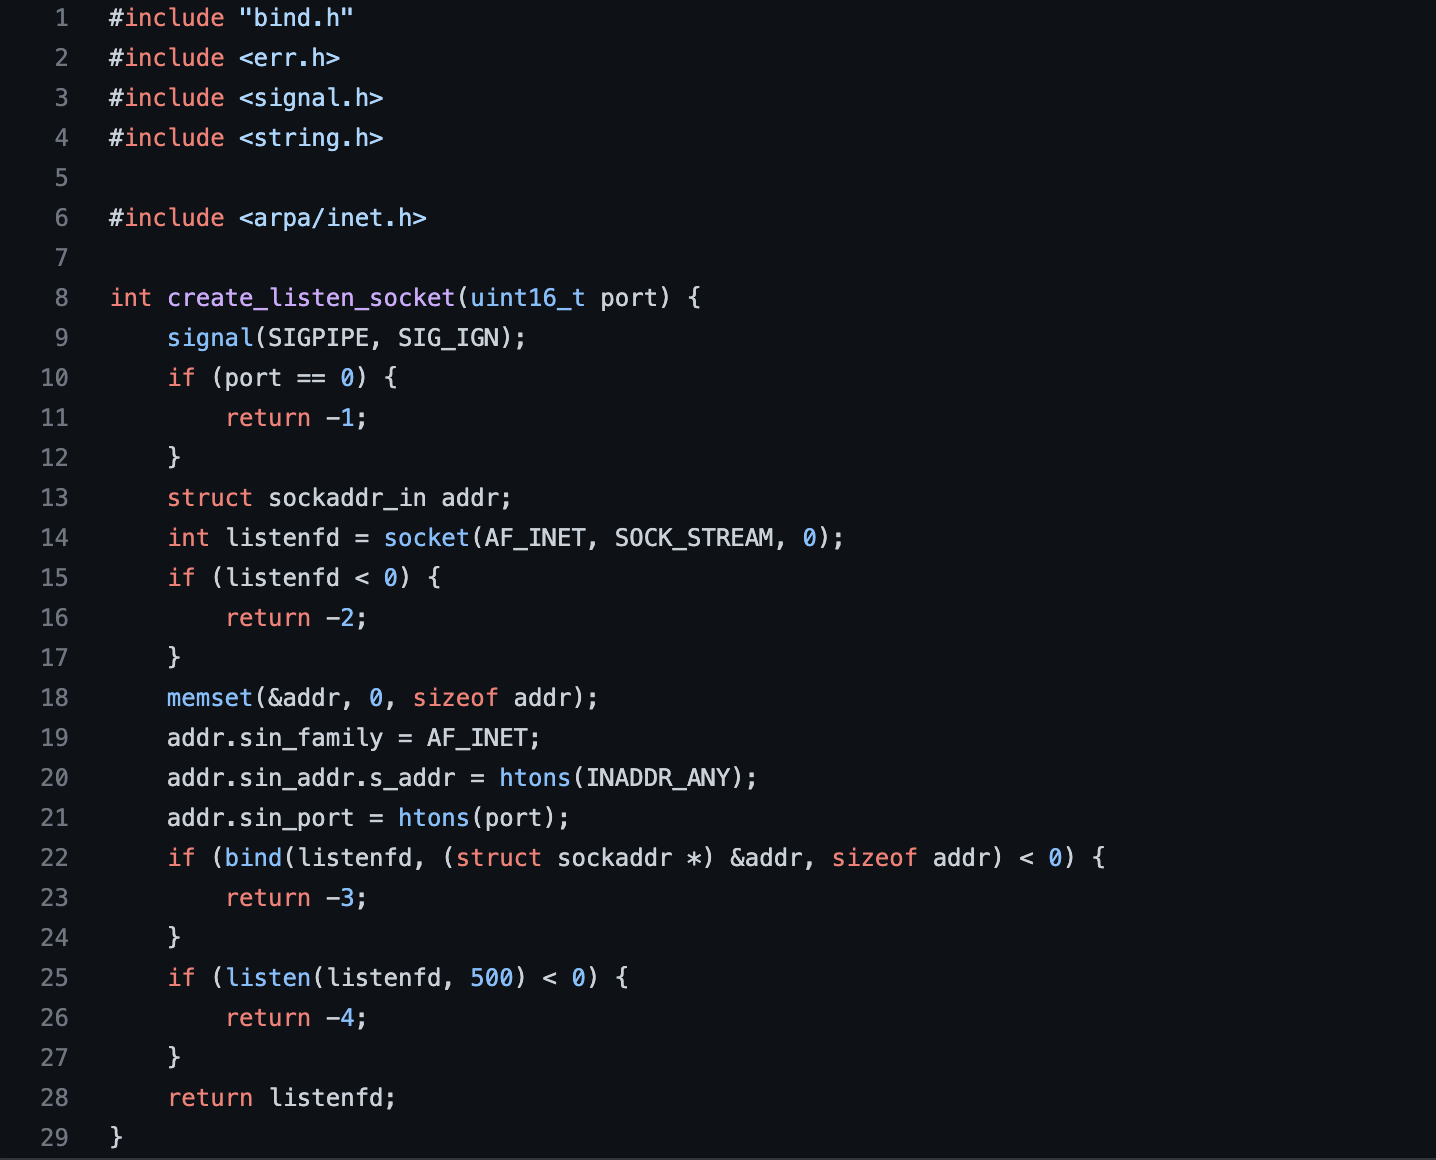 1 #include "bind.h"
2 #include <err.h>
3 #include <signal.h>
4 #include <string.h>
5
6 #include <arpa/inet.h>
7
8 int create_listen_socket(uint16_t port) {
9     signal(SIGPIPE, SIG_IGN);
10     if (port == 0) {
11         return -1;
12     }
13     struct sockaddr_in addr;
14     int listenfd = socket(AF_INET, SOCK_STREAM, 0);
15     if (listenfd < 0) {
16         return -2;
17     }
18     memset(&addr, 0, sizeof addr);
19     addr.sin_family = AF_INET;
20     addr.sin_addr.s_addr = htons(INADDR_ANY);
21     addr.sin_port = htons(port);
22     if (bind(listenfd, (struct sockaddr *) &addr, sizeof addr) < 0) {
23         return -3;
24     }
25     if (listen(listenfd, 500) < 0) {
26         return -4;
27     }
28     return listenfd;
29 }